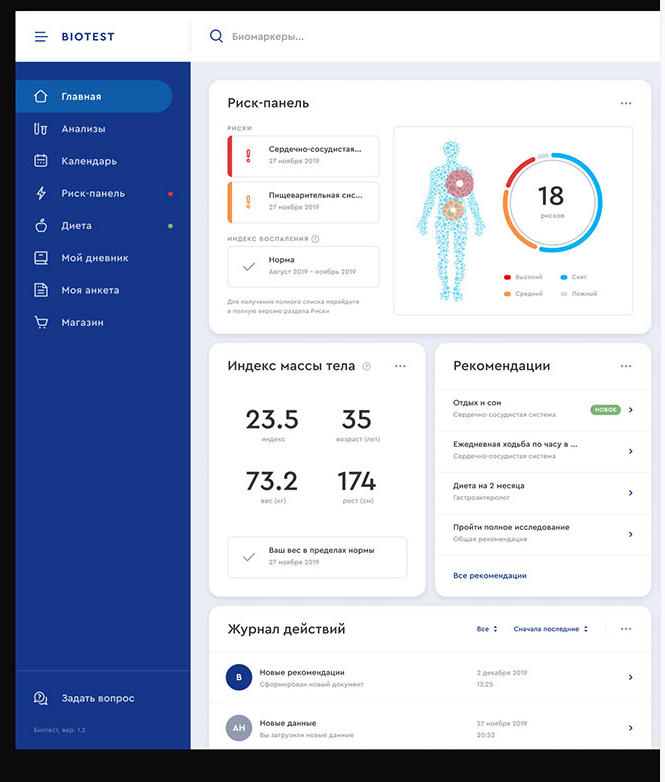 BIOTEST
Биомаркеры...
Главная
Анализы
Календарь
Риск-панель
Диета
Мой дневник
Моя анкета
Магазин
Задать вопрос
Биотест, вер. 1.2
Риск-панель
РИСКИ
Сердечно-сосудистая...
27 ноября 2019
Пищеварительная сис...
27 ноября 2019
ИНДЕКС ВОСПАЛЕНИЯ ?
Норма
Август 2019 – ноябрь 2019
Для получения полного списка перейдите
в полную версию раздела Риски
18
рисков
Высокий
Снят
Средний
Ложный
Индекс массы тела ?
23.5
индекс
35
возраст (лет)
73.2
вес (кг)
174
рост (см)
Ваш вес в пределах нормы
27 ноября 2019
Рекомендации
Отдых и сон
Сердечно-сосудистая система
НОВОЕ
Ежедневная ходьба по часу в ...
Сердечно-сосудистая система
Диета на 2 месяца
Гастроэнтеролог
Пройти полное исследование
Общая рекомендация
Все рекомендации
Журнал действий
Все
Сначала последние
В
Новые рекомендации
Сформирован новый документ
2 декабря 2019
13:25
АН
Новые данные
Вы загрузили новые данные
27 ноября 2019
20:52